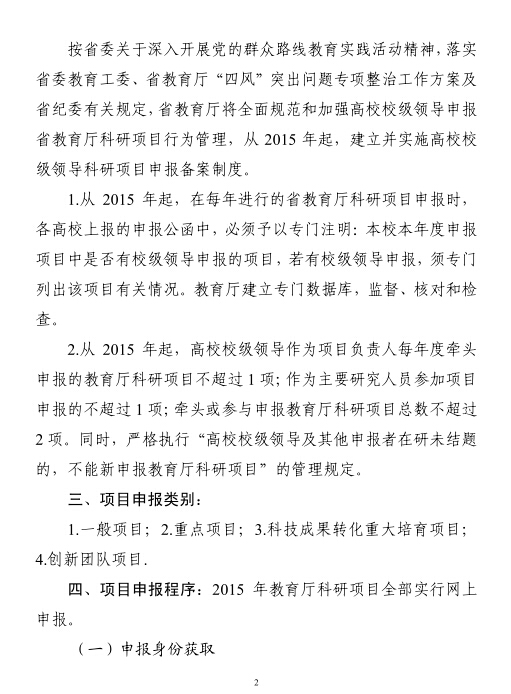 按省委关于深入开展党的群众路线教育实践活动精神，落实
省委教育工委、省教育厅“四风”突出问题专项整治工作方案及
省纪委有关规定，省教育厅将全面规范和加强高校校级领导申报
省教育厅科研项目行为管理，从 2015 年起，建立并实施高校校
级领导科研项目申报备案制度。
1.从 2015 年起，在每年进行的省教育厅科研项目申报时，
各高校上报的申报公函中，必须予以专门注明：本校本年度申报
项目中是否有校级领导申报的项目，若有校级领导申报，须专门
列出该项目有关情况。教育厅建立专门数据库，监督、核对和检
查。
2.从 2015 年起，高校校级领导作为项目负责人每年度牵头
申报的教育厅科研项目不超过 1 项；作为主要研究人员参加项目
申报的不超过 1 项；牵头或参与申报教育厅科研项目总数不超过
2 项。同时，严格执行“高校校级领导及其他申报者在研未结题
的，不能新申报教育厅科研项目”的管理规定。
三、项目申报类别：
1.一般项目；2.重点项目；3.科技成果转化重大培育项目；
4.创新团队项目.
四、项目申报程序：2015 年教育厅科研项目全部实行网上
申报。
（一）申报身份获取
2